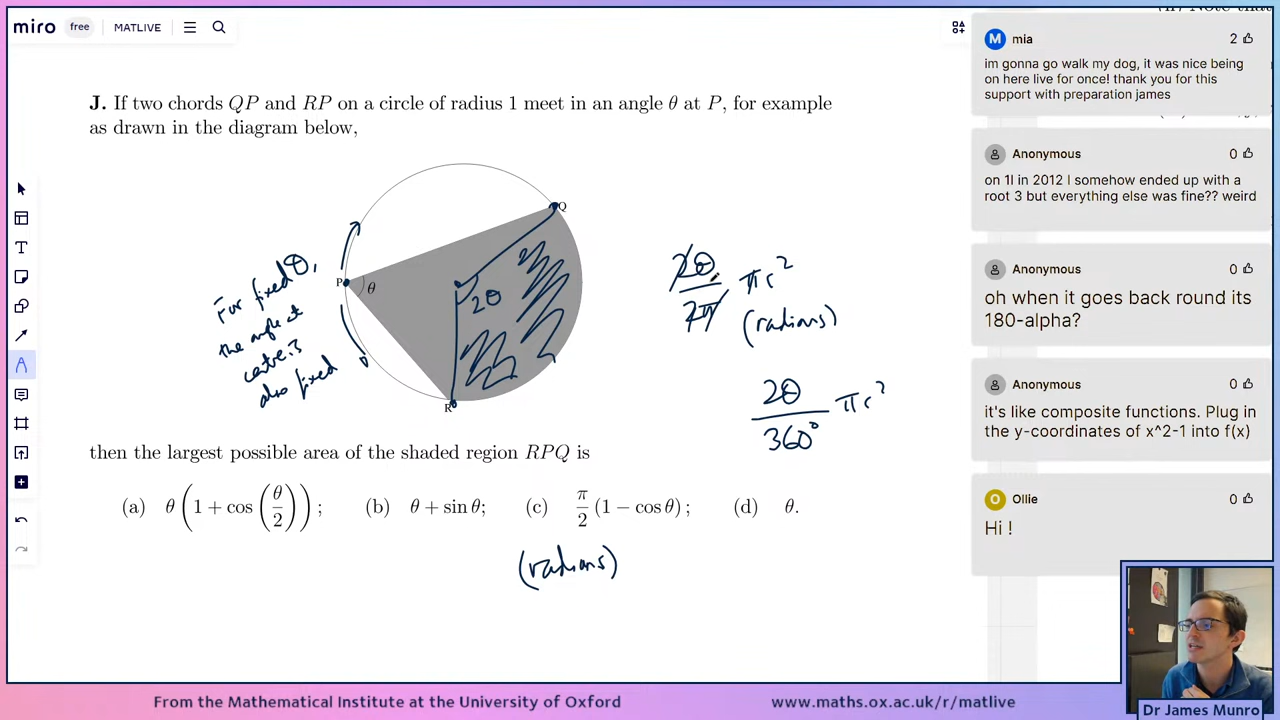 miro free MATLIVE
J. If two chords QP and RP on a circle of radius 1 meet in an angle θ at P, for example
as drawn in the diagram below,
Q
P
θ
R
2θ
For fixed θ,
the angle at
centre is
also fixed
2θ/2π πr²
(radians)
2θ/360° πr²
then the largest possible area of the shaded region RPQ is
(a) θ(1 + cos(θ/2)); (b) θ + sin θ; (c) π/2 (1 − cos θ); (d) θ.
(radians)
M mia 2
im gonna go walk my dog, it was nice being
on here live for once! thank you for this
support with preparation james
Anonymous 0
on 1I in 2012 I somehow ended up with a
root 3 but everything else was fine?? weird
Anonymous 0
oh when it goes back round its
180-alpha?
Anonymous 0
it's like composite functions. Plug in
the y-coordinates of x^2-1 into f(x)
O Ollie 0
Hi !
From the Mathematical Institute at the University of Oxford www.maths.ox.ac.uk/r/matlive
Dr James Munro